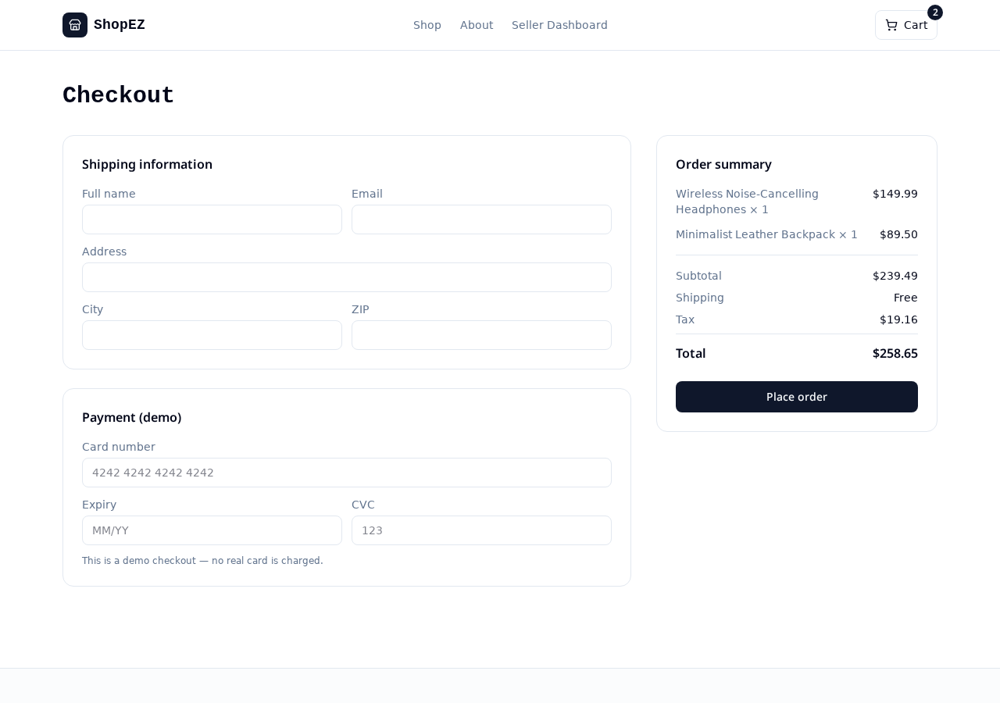 ShopEZ
Shop
About
Seller Dashboard
Cart
2
Checkout
Shipping information
Full name
Email
Address
City
ZIP
Payment (demo)
Card number
4242 4242 4242 4242
Expiry
CVC
MM/YY
123
This is a demo checkout — no real card is charged.
Order summary
Wireless Noise-Cancelling
Headphones × 1
$149.99
Minimalist Leather Backpack × 1
$89.50
Subtotal
$239.49
Shipping
Free
Tax
$19.16
Total
$258.65
Place order